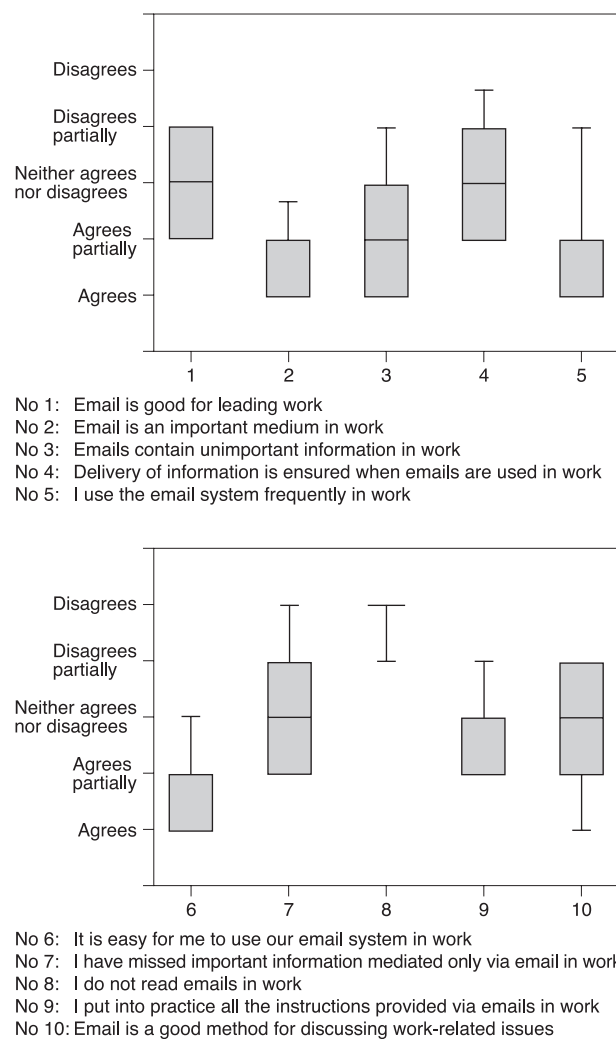 Disagrees
Disagrees
partially
Neither agrees
nor disagrees
Agrees
partially
Agrees
1 2 3 4 5
No 1: Email is good for leading work
No 2: Email is an important medium in work
No 3: Emails contain unimportant information in work
No 4: Delivery of information is ensured when emails are used in work
No 5: I use the email system frequently in work
Disagrees
Disagrees
partially
Neither agrees
nor disagrees
Agrees
partially
Agrees
6 7 8 9 10
No 6: It is easy for me to use our email system in work
No 7: I have missed important information mediated only via email in work
No 8: I do not read emails in work
No 9: I put into practice all the instructions provided via emails in work
No 10: Email is a good method for discussing work-related issues